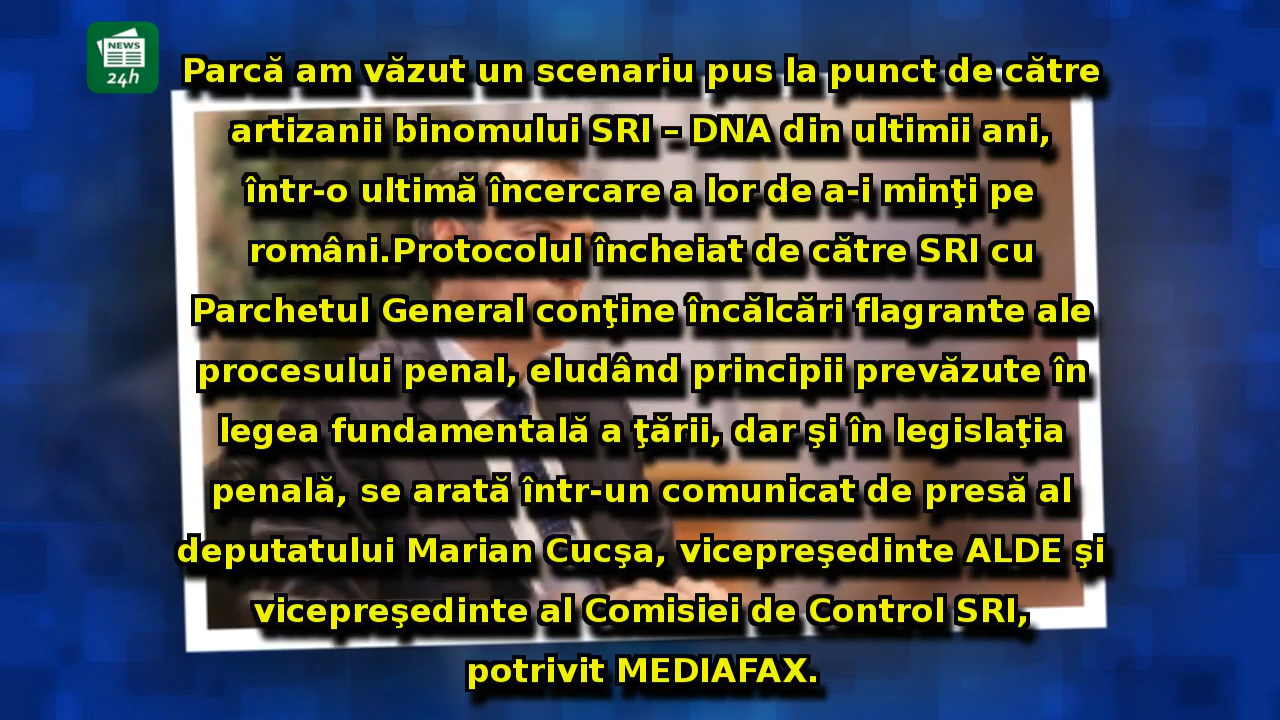 NEWS
24h
Parcă am văzut un scenariu pus la punct de către
artizanii binomului SRI – DNA din ultimii ani,
într-o ultimă încercare a lor de a-i minţi pe
români.Protocolul încheiat de către SRI cu
Parchetul General conţine încălcări flagrante ale
procesului penal, eludând principii prevăzute în
legea fundamentală a ţării, dar şi în legislaţia
penală, se arată într-un comunicat de presă al
deputatului Marian Cucşa, vicepreşedinte ALDE şi
vicepreşedinte al Comisiei de Control SRI,
potrivit MEDIAFAX.